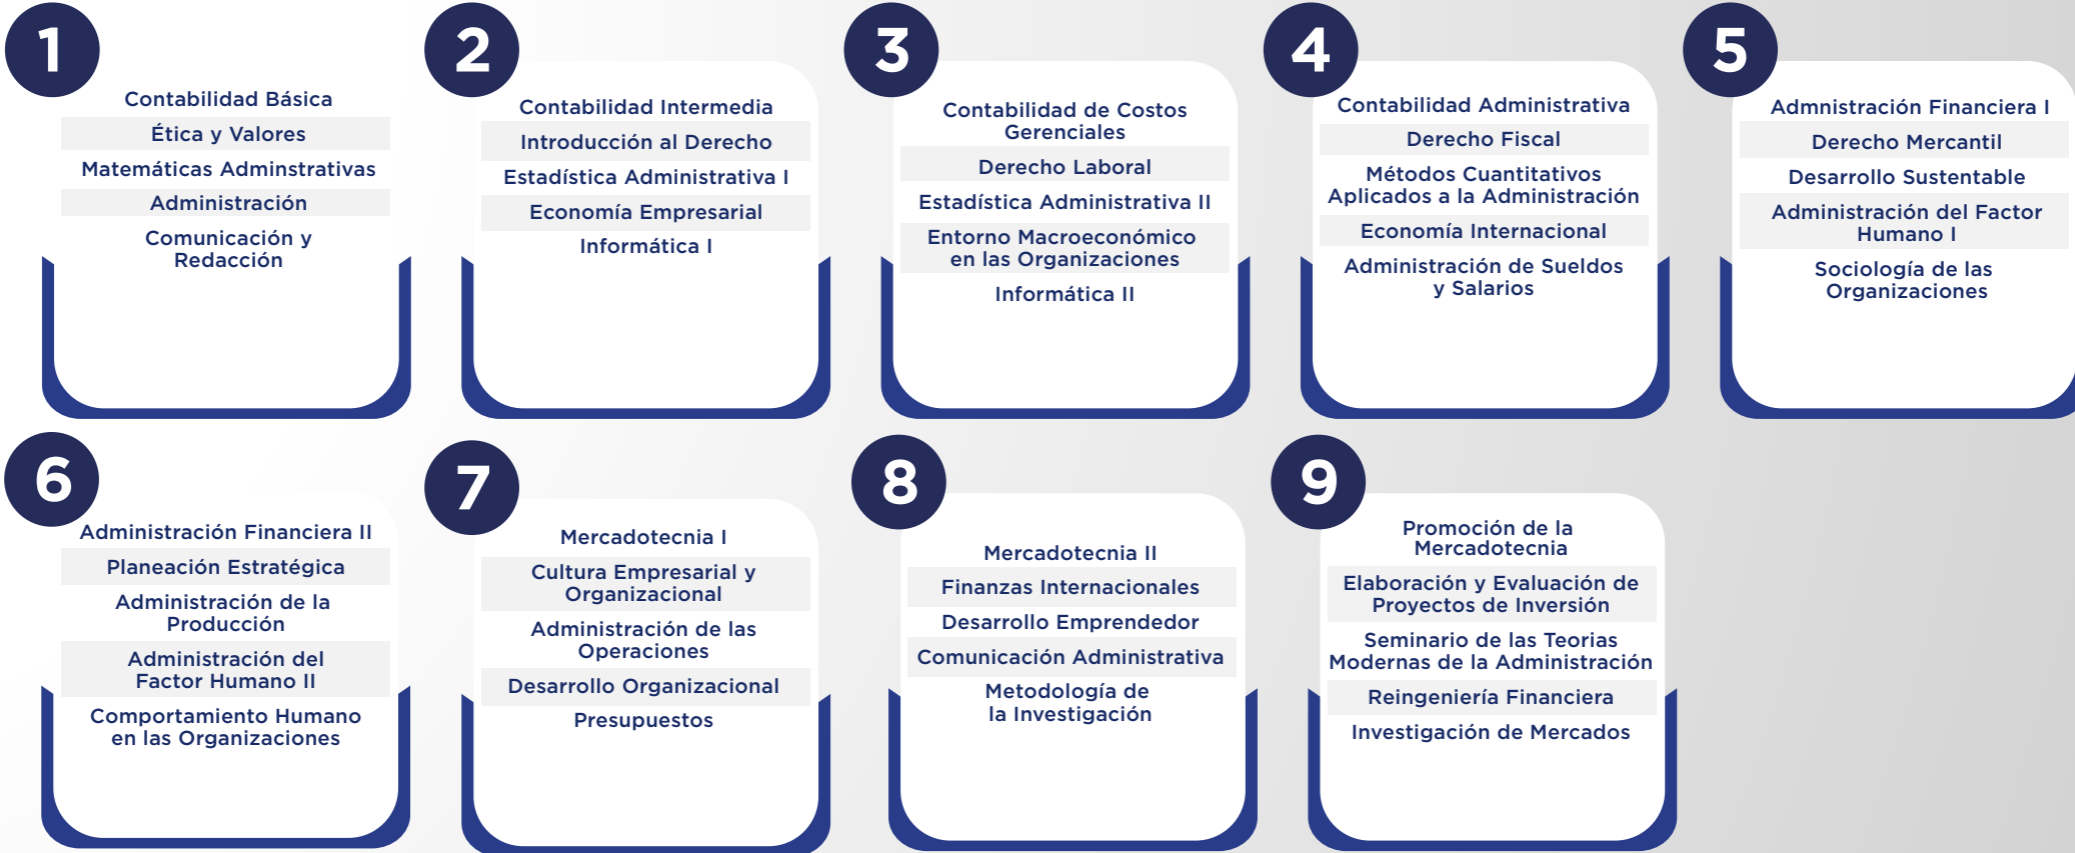 1
Contabilidad Básica
Ética y Valores
Matemáticas Adminstrativas
Administración
Comunicación y
Redacción
2
Contabilidad Intermedia
Introducción al Derecho
Estadística Administrativa I
Economía Empresarial
Informática I
3
Contabilidad de Costos
Gerenciales
Derecho Laboral
Estadística Administrativa II
Entorno Macroeconómico
en las Organizaciones
Informática II
4
Contabilidad Administrativa
Derecho Fiscal
Métodos Cuantitativos
Aplicados a la Administración
Economía Internacional
Administración de Sueldos
y Salarios
5
Admnistración Financiera I
Derecho Mercantil
Desarrollo Sustentable
Administración del Factor
Humano I
Sociología de las
Organizaciones
6
Administración Financiera II
Planeación Estratégica
Administración de la
Producción
Administración del
Factor Humano II
Comportamiento Humano
en las Organizaciones
7
Mercadotecnia I
Cultura Empresarial y
Organizacional
Administración de las
Operaciones
Desarrollo Organizacional
Presupuestos
8
Mercadotecnia II
Finanzas Internacionales
Desarrollo Emprendedor
Comunicación Administrativa
Metodología de
la Investigación
9
Promoción de la
Mercadotecnia
Elaboración y Evaluación de
Proyectos de Inversión
Seminario de las Teorias
Modernas de la Administración
Reingeniería Financiera
Investigación de Mercados